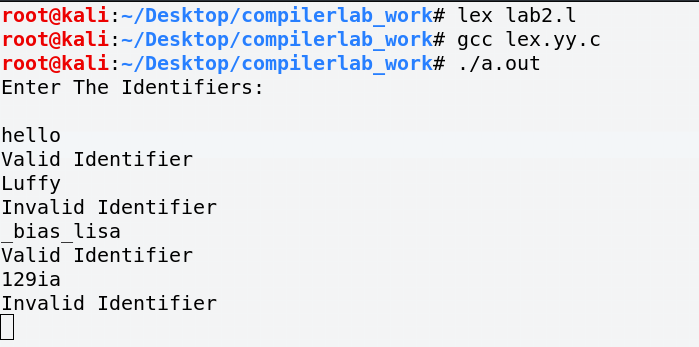 root@kali:~/Desktop/compilerlab_work# lex lab2.l
root@kali:~/Desktop/compilerlab_work# gcc lex.yy.c
root@kali:~/Desktop/compilerlab_work# ./a.out
Enter The Identifiers:
hello
Valid Identifier
Luffy
Invalid Identifier
_bias_lisa
Valid Identifier
129ia
Invalid Identifier